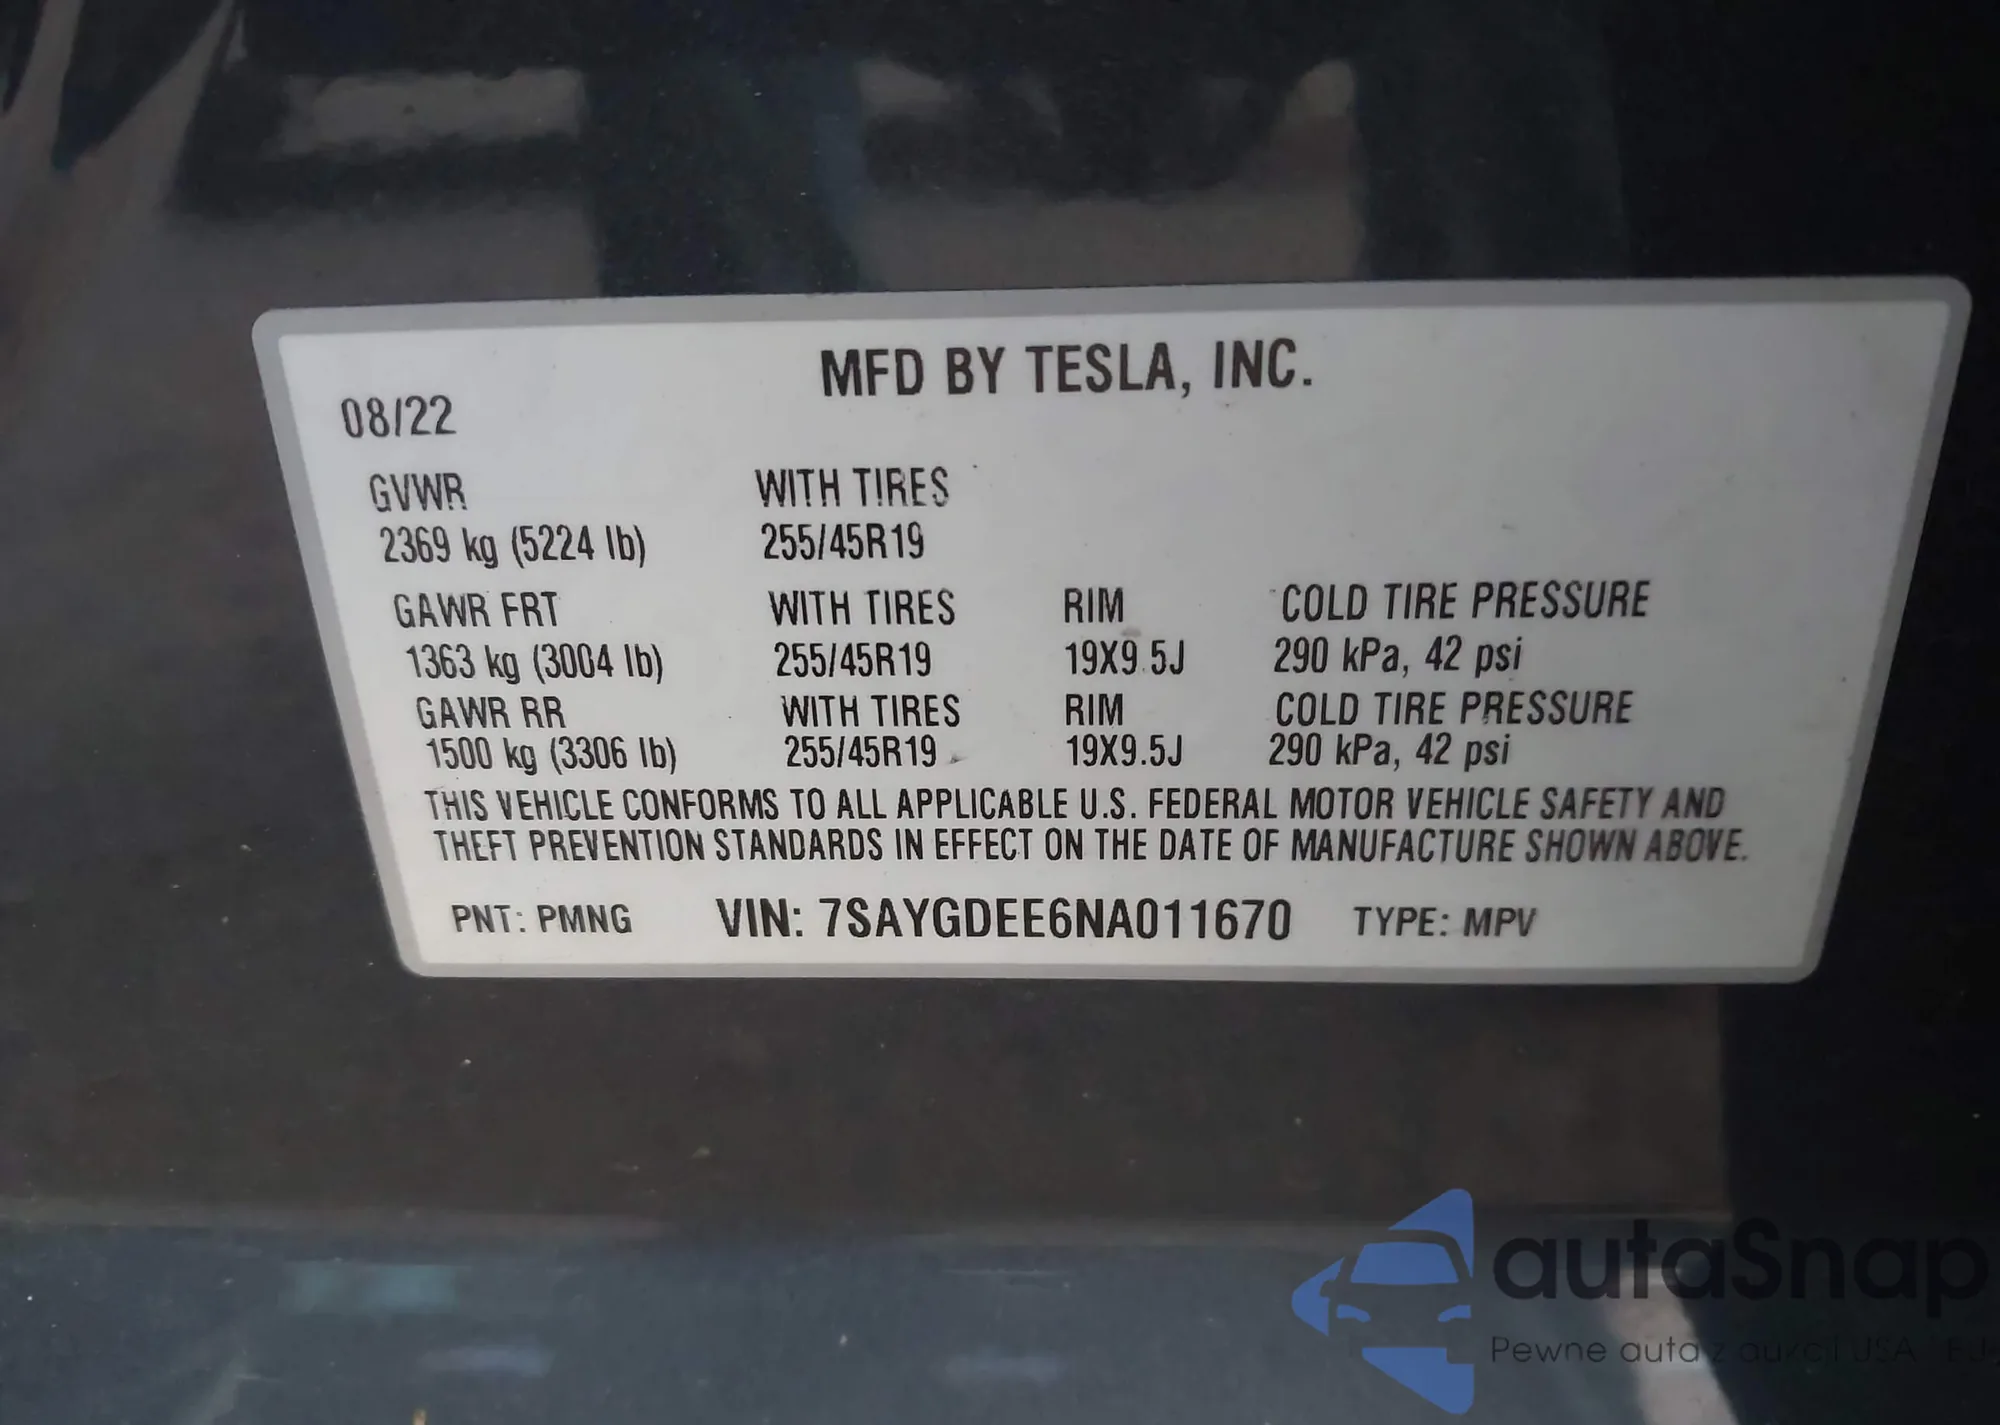 MFD BY TESLA, INC.
08/22
GVWR WITH TIRES
2369 kg (5224 lb) 255/45R19
GAWR FRT WITH TIRES RIM COLD TIRE PRESSURE
1363 kg (3004 lb) 255/45R19 19X9.5J 290 kPa, 42 psi
GAWR RR WITH TIRES RIM COLD TIRE PRESSURE
1500 kg (3306 lb) 255/45R19 19X9.5J 290 kPa, 42 psi
THIS VEHICLE CONFORMS TO ALL APPLICABLE U.S. FEDERAL MOTOR VEHICLE SAFETY AND
THEFT PREVENTION STANDARDS IN EFFECT ON THE DATE OF MANUFACTURE SHOWN ABOVE.
PNT: PMNG VIN: 7SAYGDEE6NA011670 TYPE: MPV
autaSnap
Pewne auta z aukcji USA